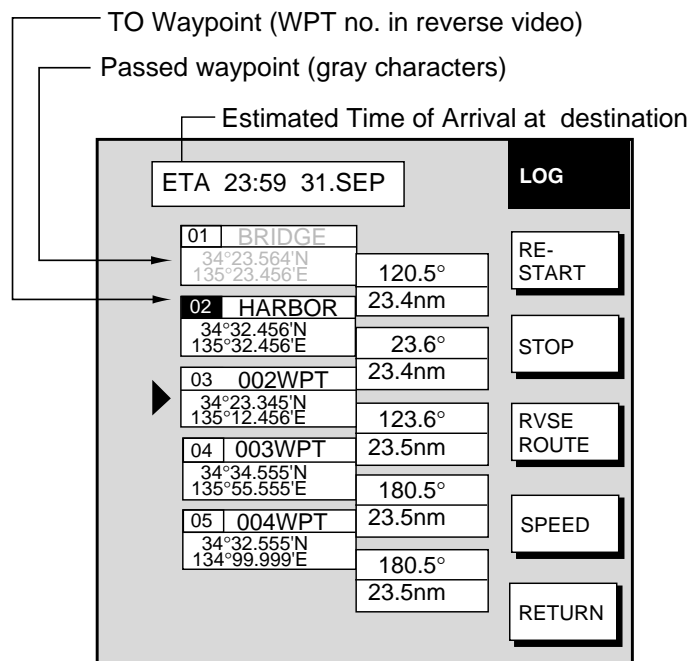 TO Waypoint (WPT no. in reverse video)
Passed waypoint (gray characters)
Estimated Time of Arrival at destination
ETA 23:59 31.SEP
LOG
01 BRIDGE
34°23.564'N
135°23.456'E
120.5°
23.4nm
02 HARBOR
34°32.456'N
135°32.456'E
23.6°
23.4nm
03 002WPT
34°23.345'N
135°12.456'E
123.6°
23.5nm
04 003WPT
34°34.555'N
135°55.555'E
180.5°
23.5nm
05 004WPT
34°32.555'N
134°99.999'E
180.5°
23.5nm
RE-
START
STOP
RVSE
ROUTE
SPEED
RETURN